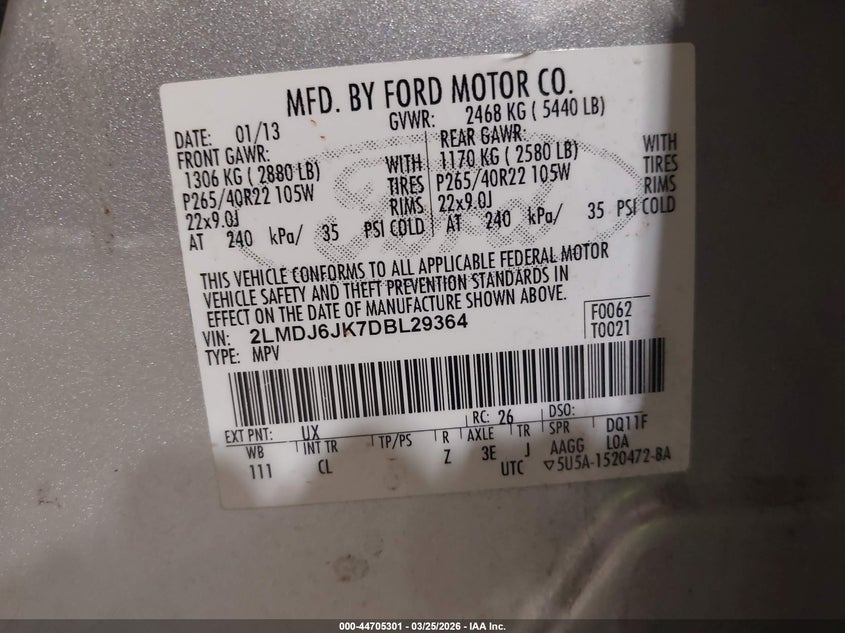 MFD. BY FORD MOTOR CO.
DATE: 01/13 GVWR: 2468 KG ( 5440 LB)
FRONT GAWR: REAR GAWR:
1306 KG ( 2880 LB) WITH 1170 KG ( 2580 LB) WITH
P265/40R22 105W TIRES P265/40R22 105W TIRES
22x9.0J RIMS 22x9.0J RIMS
AT 240 kPa/ 35 PSI COLD AT 240 kPa/ 35 PSI COLD
Ford
THIS VEHICLE CONFORMS TO ALL APPLICABLE FEDERAL MOTOR
VEHICLE SAFETY AND THEFT PREVENTION STANDARDS IN
EFFECT ON THE DATE OF MANUFACTURE SHOWN ABOVE.
VIN: 2LMDJ6JK7DBL29364 F0062
TYPE: MPV T0021
EXT PNT: UX RC: 26 DSO:
WB INT TR TP/PS R AXLE TR SPR DQ11F
111 CL Z 3E J AAGG LOA
UTC ▽5U5A-1520472-BA
000-44705301 - 03/25/2026 - IAA Inc.